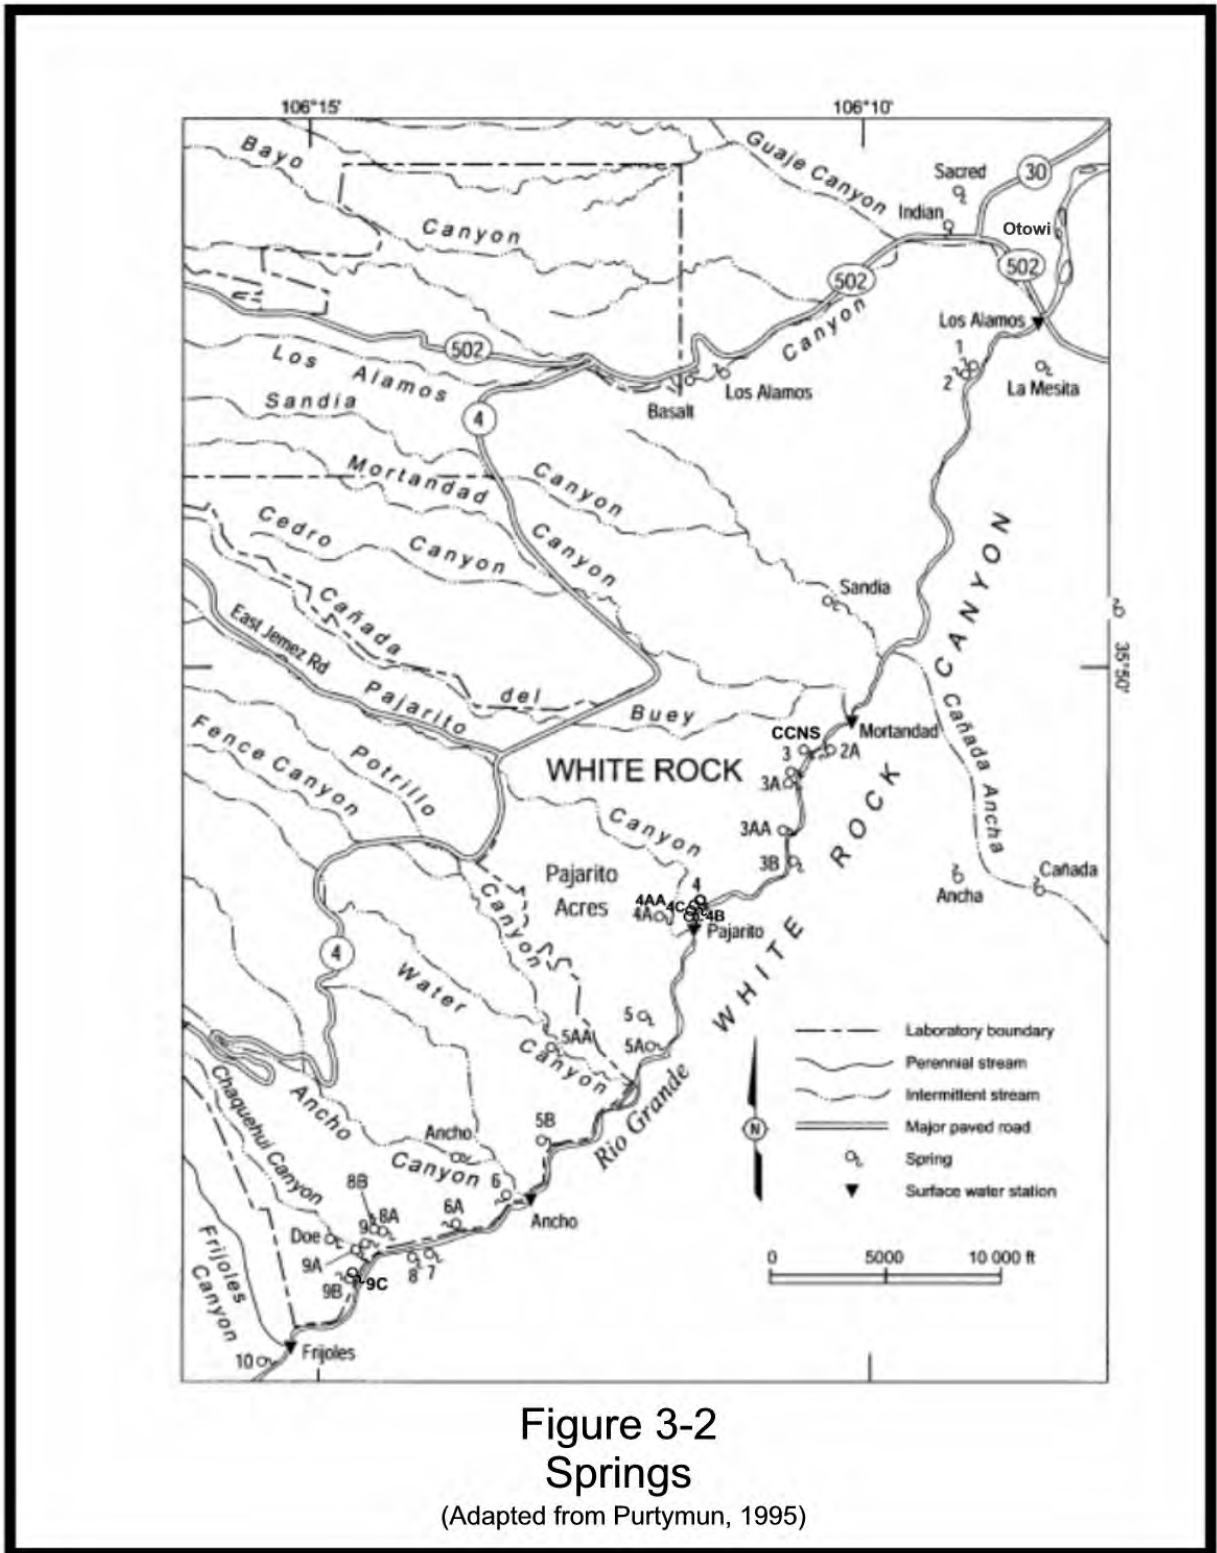 106°15'
106°10'
Bayo
Canyon
Guaje Canyon
Sacred
30
Indian
Otowi
502
502
Los Alamos
Canyon
502
1
2
La Mesita
Los
Alamos
Los Alamos
Basalt
Sandia
4
Canyon
Mortandad
Canyon
Cedro
Canyon
Sandia
Cañada
East Jemez Rd
35°50'
del
Buey
Pajarito
Mortandad
CCNS
3
2A
WHITE ROCK
3A
Fence Canyon
Potrillo
Canyon
3AA
3B
WHITE ROCK CANYON
Cañada Ancha
Cañada
Ancha
Pajarito
Acres
4
4AA
4C
4A
4B
Pajarito
Canyon
4
Water
5
5AA
5A
Canyon
Rio Grande
Laboratory boundary
Perennial stream
Intermittent stream
Major paved road
Spring
Surface water station
N
Chaquehui Canyon
Ancho
Ancho
Canyon
5B
6
Ancho
8B
8A
9
6A
Doe
9A
8
7
9B
9C
Frijoles
Canyon
10
Frijoles
0
5000
10 000 ft
Figure 3-2
Springs
(Adapted from Purtymun, 1995)